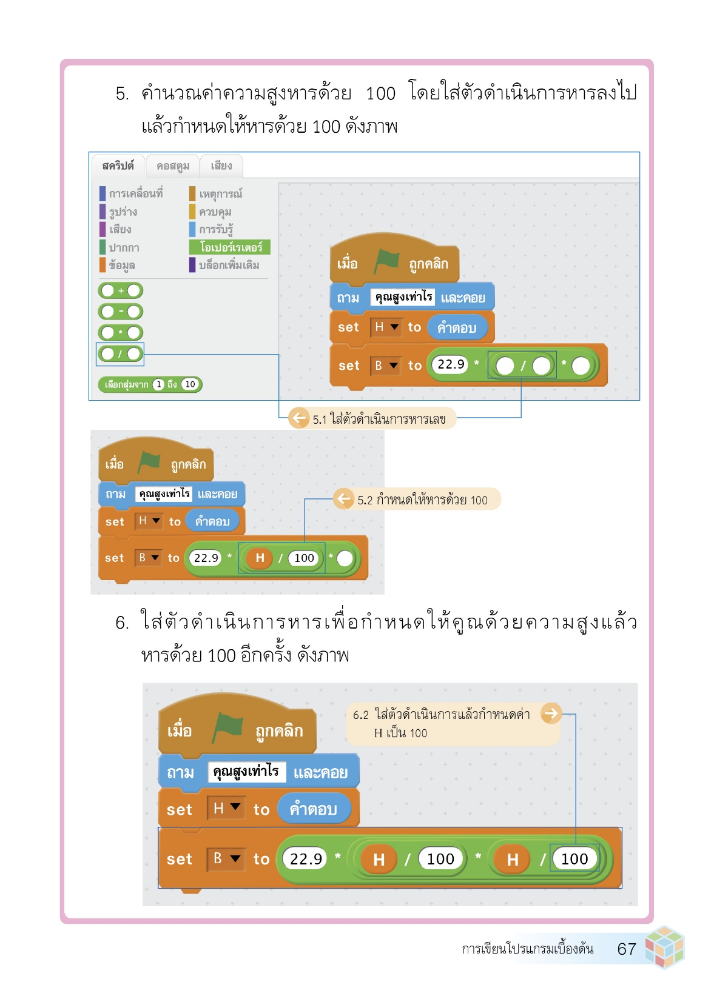 5. คำนวณค่าความสูงหารด้วย 100 โดยใส่ตัวดำเนินการหารลงไป
แล้วกำหนดให้หารด้วย 100 ดังภาพ
สคริปต์ คอสตูม เสียง
การเคลื่อนที่ เหตุการณ์
รูปร่าง ควบคุม
เสียง การรับรู้
ปากกา โอเปอร์เรเตอร์
ข้อมูล บล็อกเพิ่มเติม
+
-
*
/
เลือกสุ่มจาก 1 ถึง 10
เมื่อ ถูกคลิก
ถาม คุณสูงเท่าไร และคอย
set H to คำตอบ
set B to 22.9 * / *
5.1 ใส่ตัวดำเนินการหารเลข
เมื่อ ถูกคลิก
ถาม คุณสูงเท่าไร และคอย
set H to คำตอบ
set B to 22.9 * H / 100 *
5.2 กำหนดให้หารด้วย 100
6. ใส่ตัวดำเนินการหารเพื่อกำหนดให้คูณด้วยความสูงแล้ว
หารด้วย 100 อีกครั้ง ดังภาพ
6.2 ใส่ตัวดำเนินการแล้วกำหนดค่า
H เป็น 100
เมื่อ ถูกคลิก
ถาม คุณสูงเท่าไร และคอย
set H to คำตอบ
set B to 22.9 * H / 100 * H / 100
การเขียนโปรแกรมเบื้องต้น 67